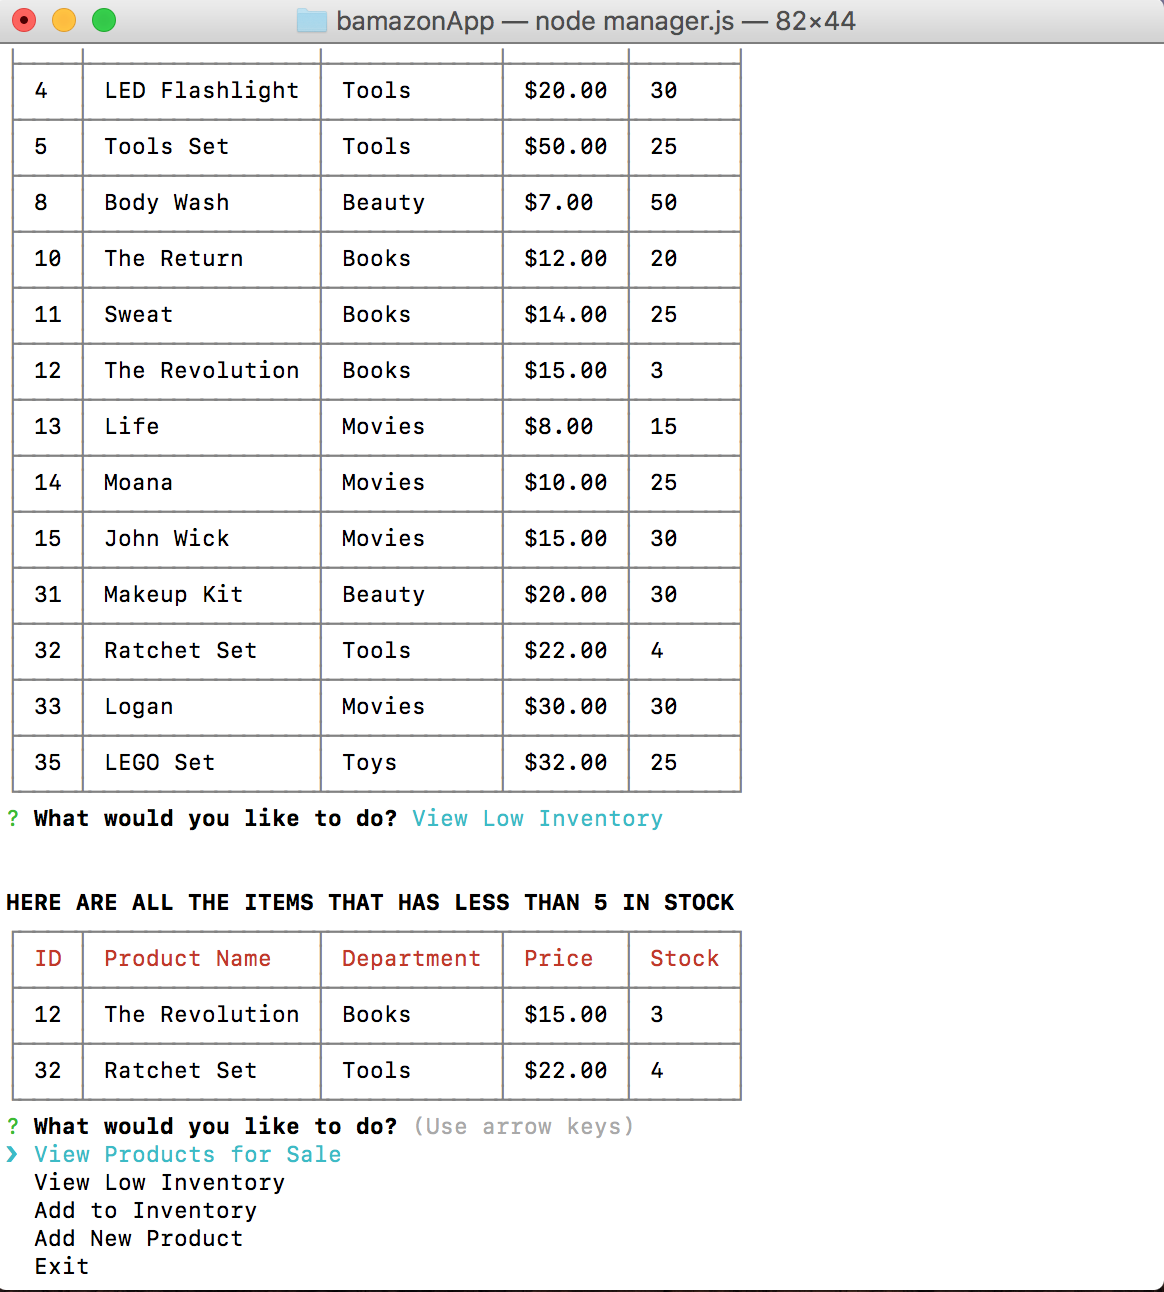 bamazonApp — node manager.js — 82×44
4 LED Flashlight Tools $20.00 30
5 Tools Set Tools $50.00 25
8 Body Wash Beauty $7.00 50
10 The Return Books $12.00 20
11 Sweat Books $14.00 25
12 The Revolution Books $15.00 3
13 Life Movies $8.00 15
14 Moana Movies $10.00 25
15 John Wick Movies $15.00 30
31 Makeup Kit Beauty $20.00 30
32 Ratchet Set Tools $22.00 4
33 Logan Movies $30.00 30
35 LEGO Set Toys $32.00 25
? What would you like to do? View Low Inventory
HERE ARE ALL THE ITEMS THAT HAS LESS THAN 5 IN STOCK
ID Product Name Department Price Stock
12 The Revolution Books $15.00 3
32 Ratchet Set Tools $22.00 4
? What would you like to do? (Use arrow keys)
❯ View Products for Sale
View Low Inventory
Add to Inventory
Add New Product
Exit